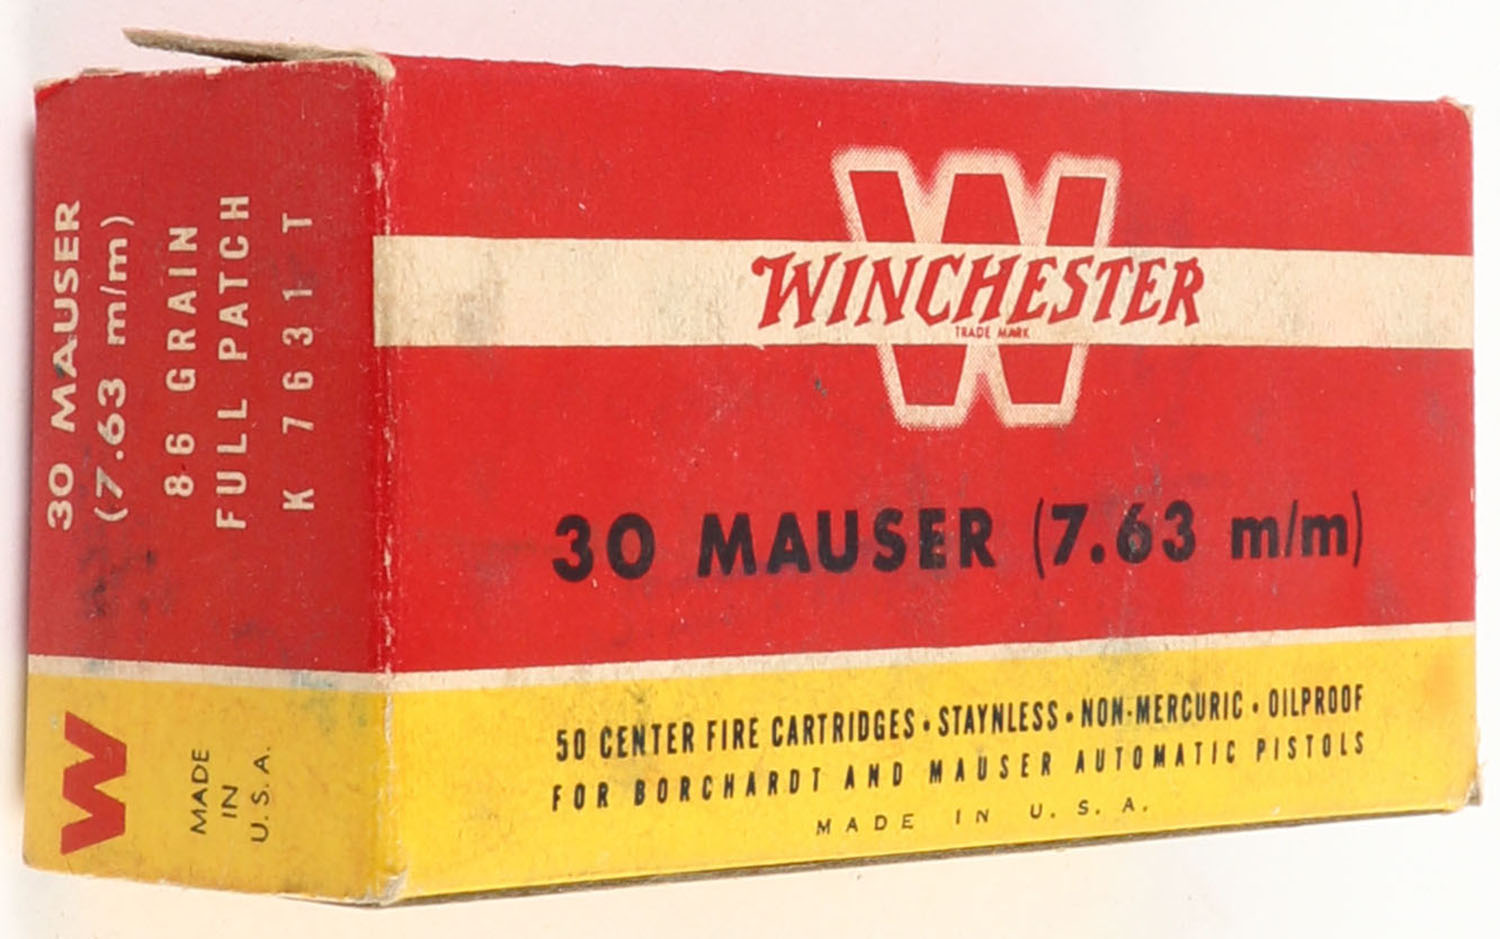 30 MAUSER
(7.63 m/m)
86 GRAIN
FULL PATCH
K 7631 T
W
MADE
IN
U.S.A.
W
WINCHESTER
TRADE MARK
30 MAUSER (7.63 m/m)
50 CENTER FIRE CARTRIDGES • STAYNLESS • NON-MERCURIC • OILPROOF
FOR BORCHARDT AND MAUSER AUTOMATIC PISTOLS
MADE IN U. S. A.